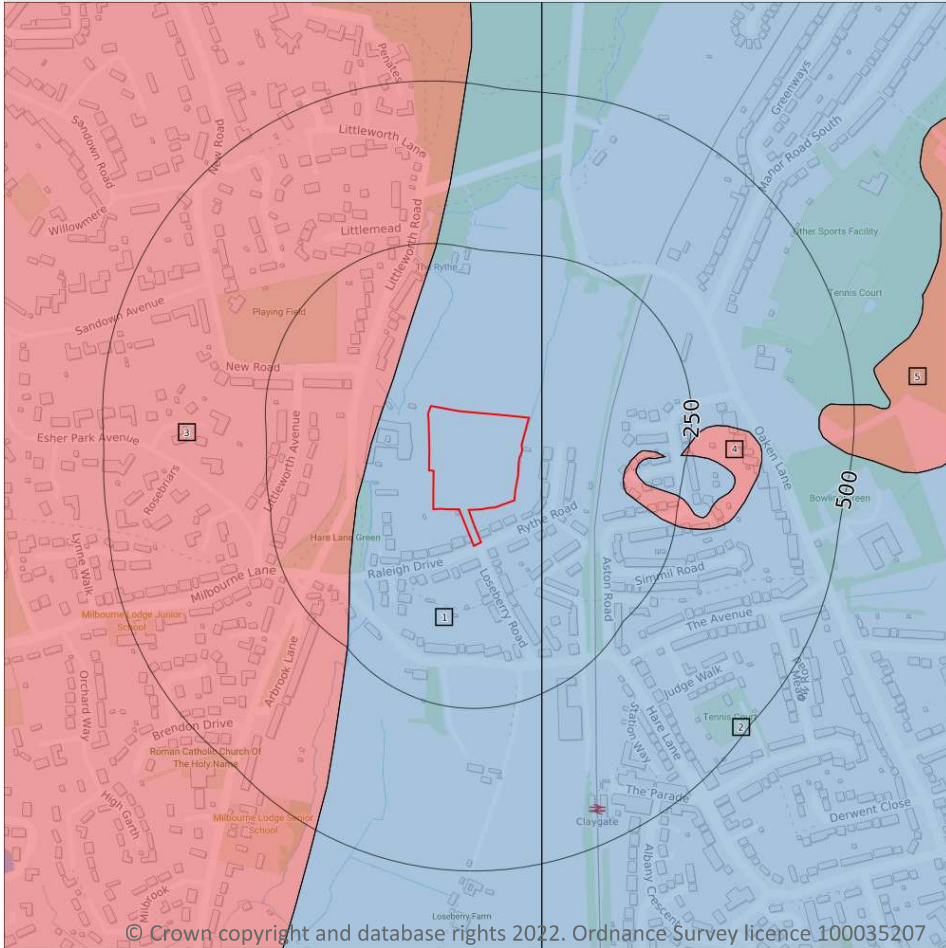 Penates
Greenways
Sandown Road
New Road
Littleworth Lane
Manor Road South
Willowmere
Littlemead
Littleworth Road
Other Sports Facility
The Rythe
Tennis Court
Sandown Avenue
Playing Field
New Road
5
250
Esher Park Avenue
3
Littleworth Avenue
4
Oaken Lane
Rosebriars
500
Bowling Green
Rythe Road
Hare Lane Green
Lynne Walk
Raleigh Drive
Aston Road
Simmil Road
Milbourne Lane
Loseberry Road
Milbourne Lodge Junior
School
1
The Avenue
Arbrook Lane
Judge Walk
Orchard Way
Hare Lane
Tennis Court
2
Brendon Drive
Station Way
Roman Catholic Church Of
The Holy Name
The Parade
High Garth
Milbourne Lodge Senior
School
Claygate
Derwent Close
Albany Crescent
Milbrook
Loseberry Farm
© Crown copyright and database rights 2022. Ordnance Survey licence 100035207.